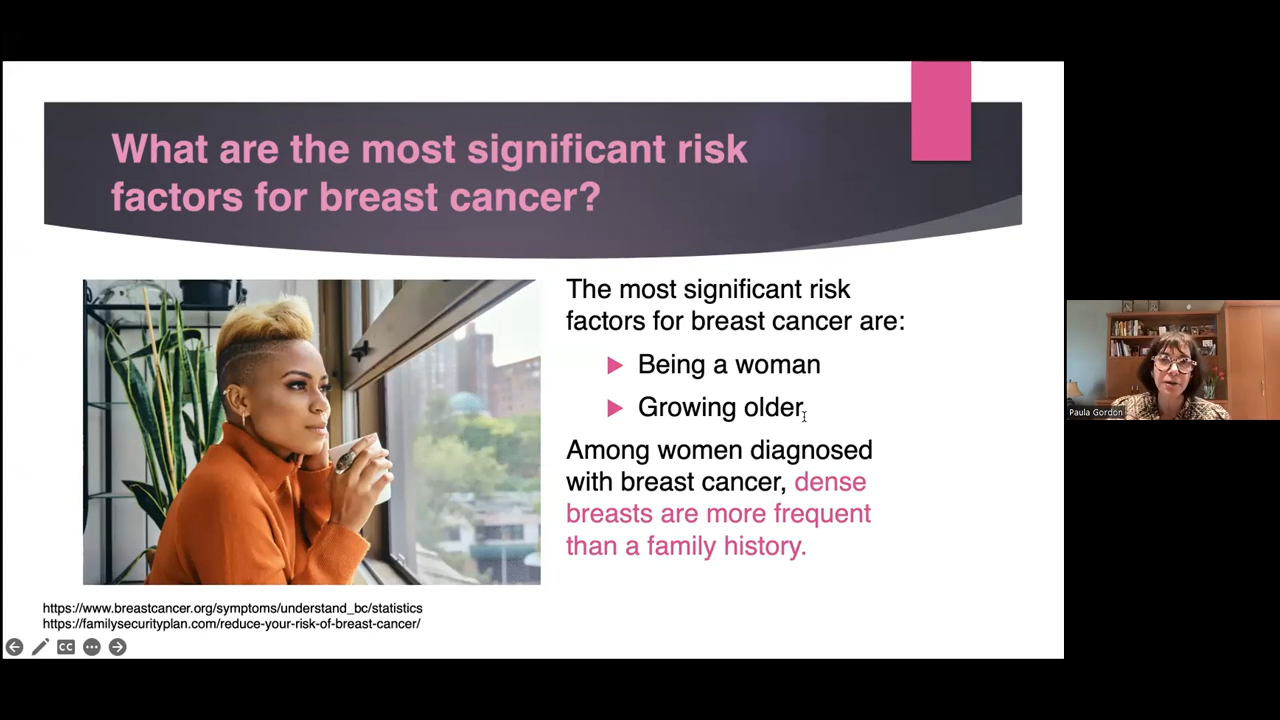 What are the most significant risk
factors for breast cancer?
The most significant risk
factors for breast cancer are:
Being a woman
Growing older
Among women diagnosed
with breast cancer, dense
breasts are more frequent
than a family history.
https://www.breastcancer.org/symptoms/understand_bc/statistics
https://familysecurityplan.com/reduce-your-risk-of-breast-cancer/
CC
Paula Gordon